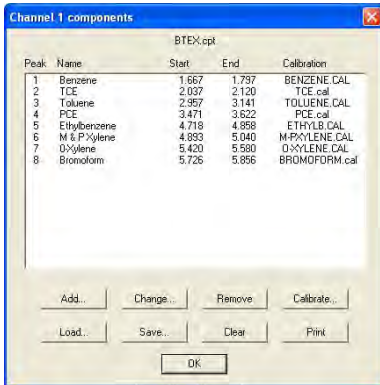 Channel 1 components
BTEX.cpt
Peak Name Start End Calibration
1 Benzene 1.667 1.797 BENZENE.CAL
2 TCE 2.037 2.120 TCE.cal
3 Toluene 2.957 3.141 TOLUENE.CAL
4 PCE 3.471 3.622 PCE.cal
5 Ethylbenzene 4.718 4.858 ETHYLB.CAL
6 M & P Xylene 4.893 5.040 M-PXYLENE.CAL
7 O-Xylene 5.420 5.580 O-XYLENE.CAL
8 Bromoform 5.726 5.856 BROMOFORM.cal
Add... Change... Remove Calibrate...
Load... Save... Clear Print
OK